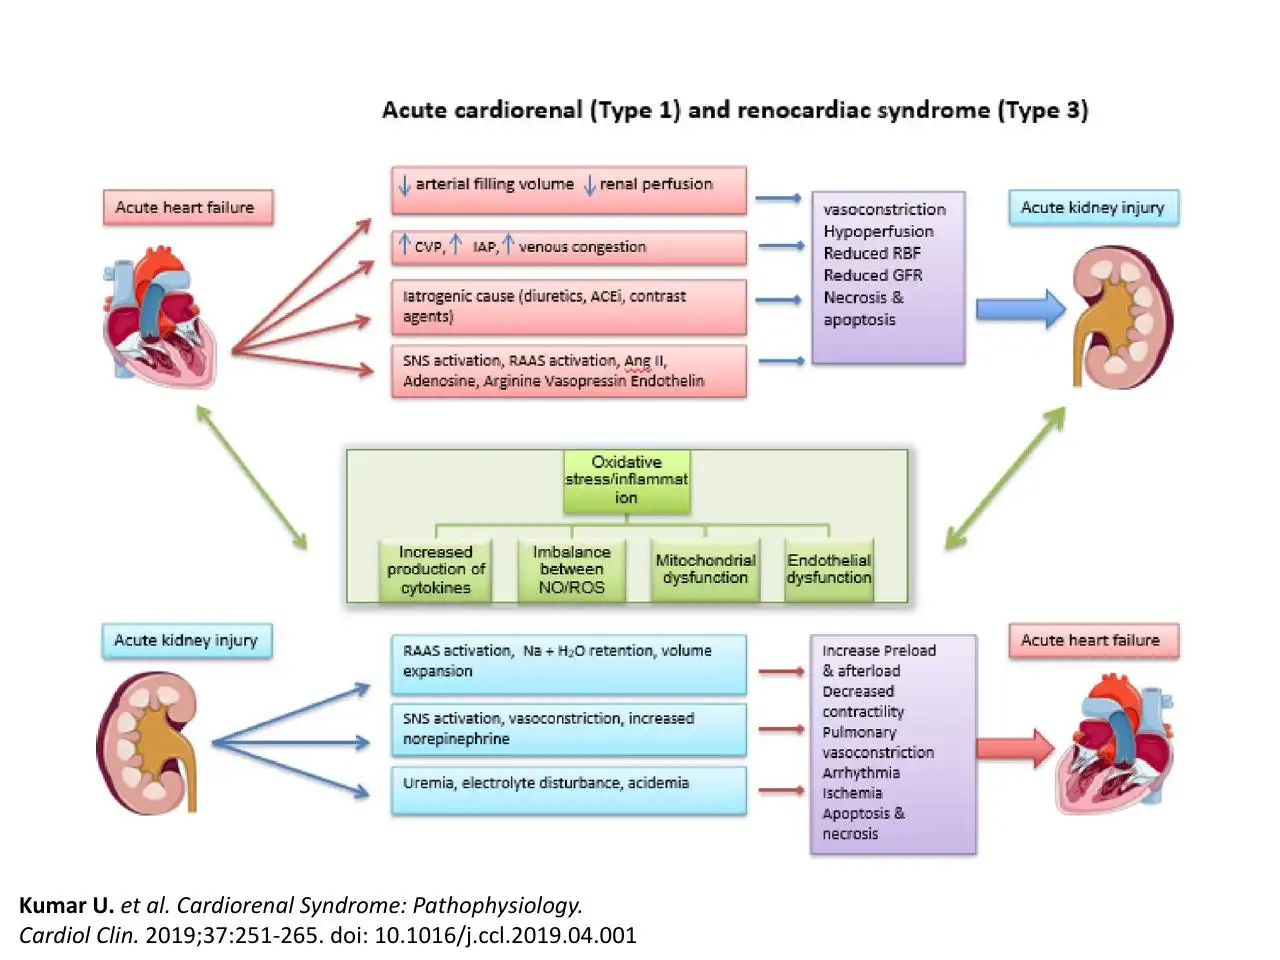 Acute cardiorenal (Type 1) and renocardiac syndrome (Type 3)
Acute heart failure
↓ arterial filling volume ↓ renal perfusion
↑ CVP, ↑ IAP, ↑ venous congestion
Iatrogenic cause (diuretics, ACEi, contrast
agents)
SNS activation, RAAS activation, Ang II,
Adenosine, Arginine Vasopressin Endothelin
vasoconstriction
Hypoperfusion
Reduced RBF
Reduced GFR
Necrosis &
apoptosis
Acute kidney injury
Oxidative
stress/inflammat
ion
Increased
production of
cytokines
Imbalance
between
NO/ROS
Mitochondrial
dysfunction
Endothelial
dysfunction
Acute kidney injury
RAAS activation, Na + H₂O retention, volume
expansion
SNS activation, vasoconstriction, increased
norepinephrine
Uremia, electrolyte disturbance, acidemia
Increase Preload
& afterload
Decreased
contractility
Pulmonary
vasoconstriction
Arrhythmia
Ischemia
Apoptosis &
necrosis
Acute heart failure
Kumar U. et al. Cardiorenal Syndrome: Pathophysiology.
Cardiol Clin. 2019;37:251-265. doi: 10.1016/j.ccl.2019.04.001